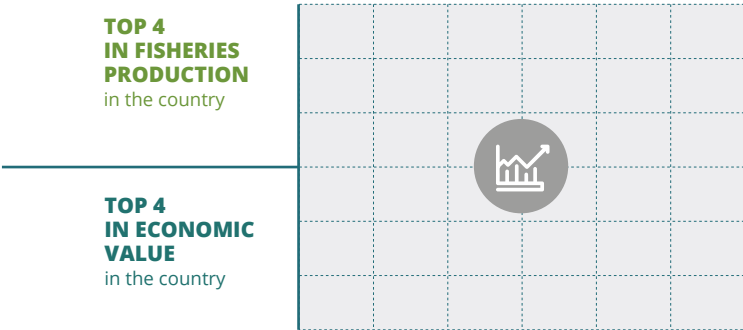 TOP 4
IN FISHERIES
PRODUCTION
in the country
TOP 4
IN ECONOMIC
VALUE
in the country